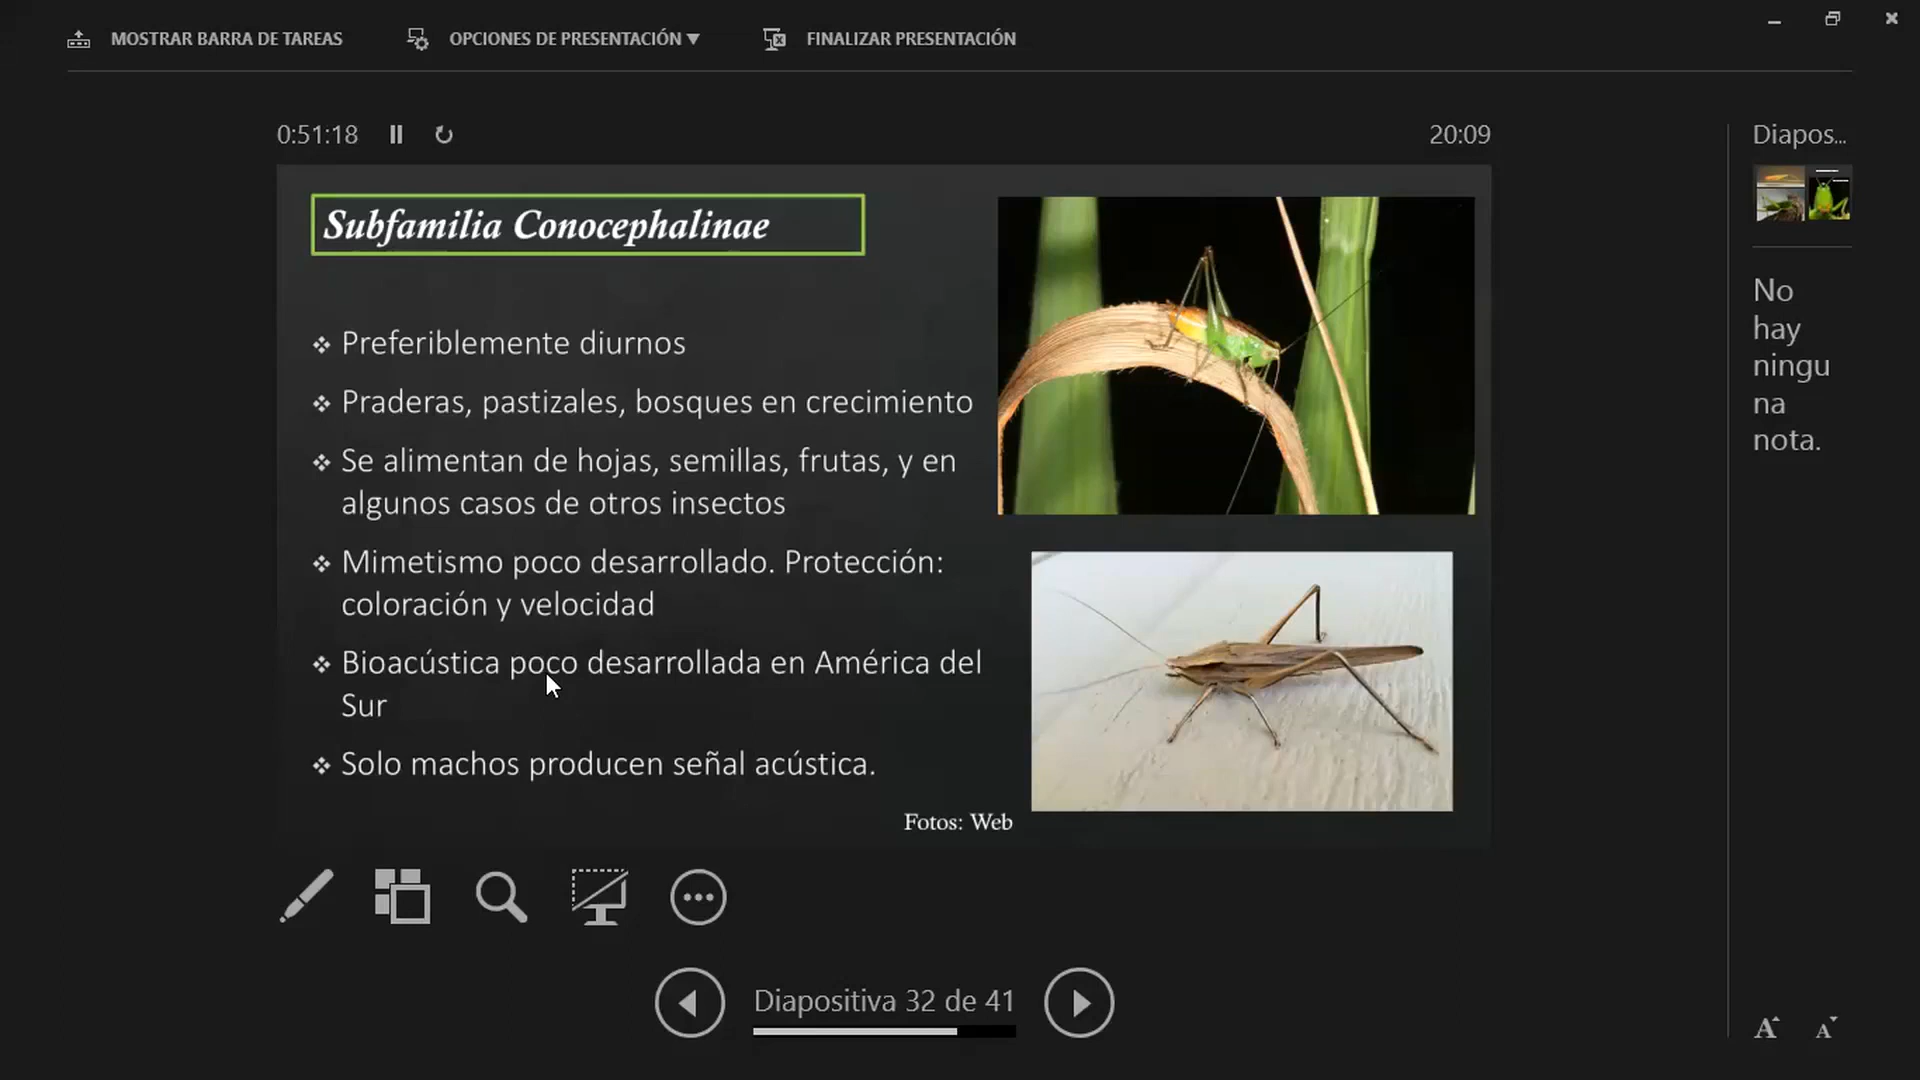 MOSTRAR BARRA DE TAREAS
OPCIONES DE PRESENTACIÓN
FINALIZAR PRESENTACIÓN
0:51:18
20:09
Diapos...
Subfamilia Conocephalinae
Preferiblemente diurnos
Praderas, pastizales, bosques en crecimiento
Se alimentan de hojas, semillas, frutas, y en
algunos casos de otros insectos
Mimetismo poco desarrollado. Protección:
coloración y velocidad
Bioacústica poco desarrollada en América del
Sur
Solo machos producen señal acústica.
Fotos: Web
No
hay
ningu
na
nota.
Diapositiva 32 de 41
A A